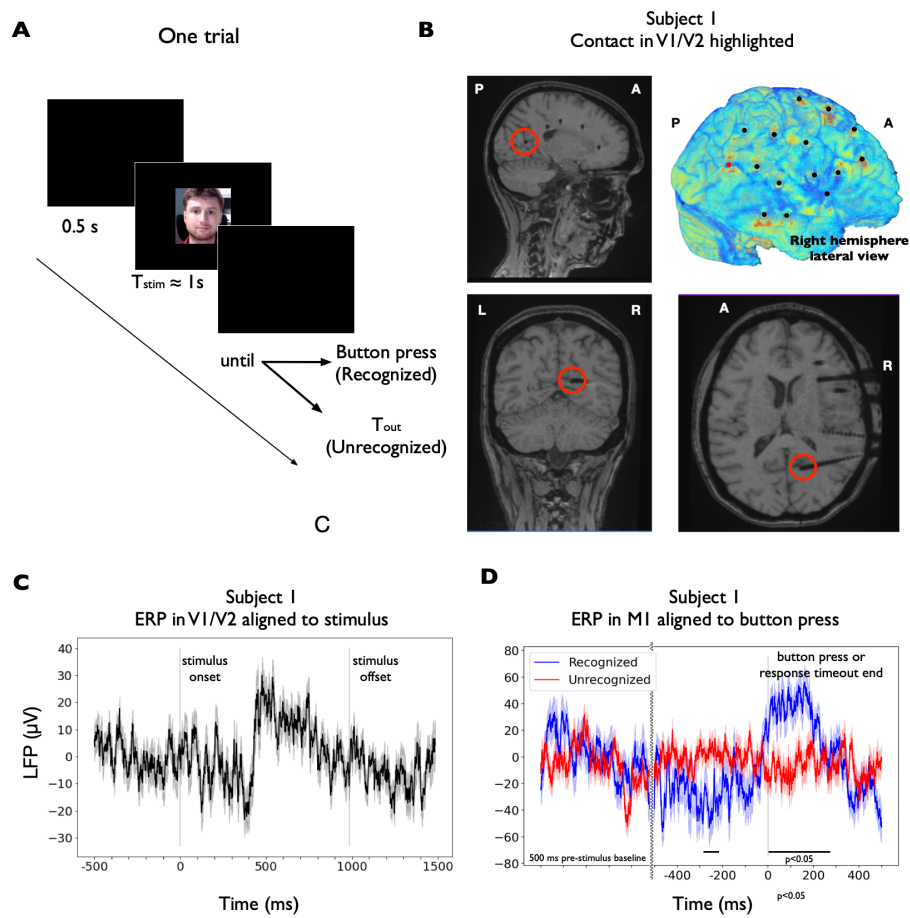 A
One trial
0.5 s
Tstim ≈ 1s
until
Button press
(Recognized)
Tout
(Unrecognized)
C
B
Subject 1
Contact in V1/V2 highlighted
P
A
P
A
Right hemisphere
lateral view
L
R
A
R
C
Subject 1
ERP in V1/V2 aligned to stimulus
stimulus
onset
stimulus
offset
LFP (μV)
40
30
20
10
0
−10
−20
−30
-500
0
500
1000
1500
Time (ms)
D
Subject 1
ERP in M1 aligned to button press
Recognized
Unrecognized
button press or
response timeout end
80
60
40
20
0
−20
−40
−60
−80
500 ms pre-stimulus baseline
p<0.05
-400
-200
0
200
400
Time (ms)
p<0.05